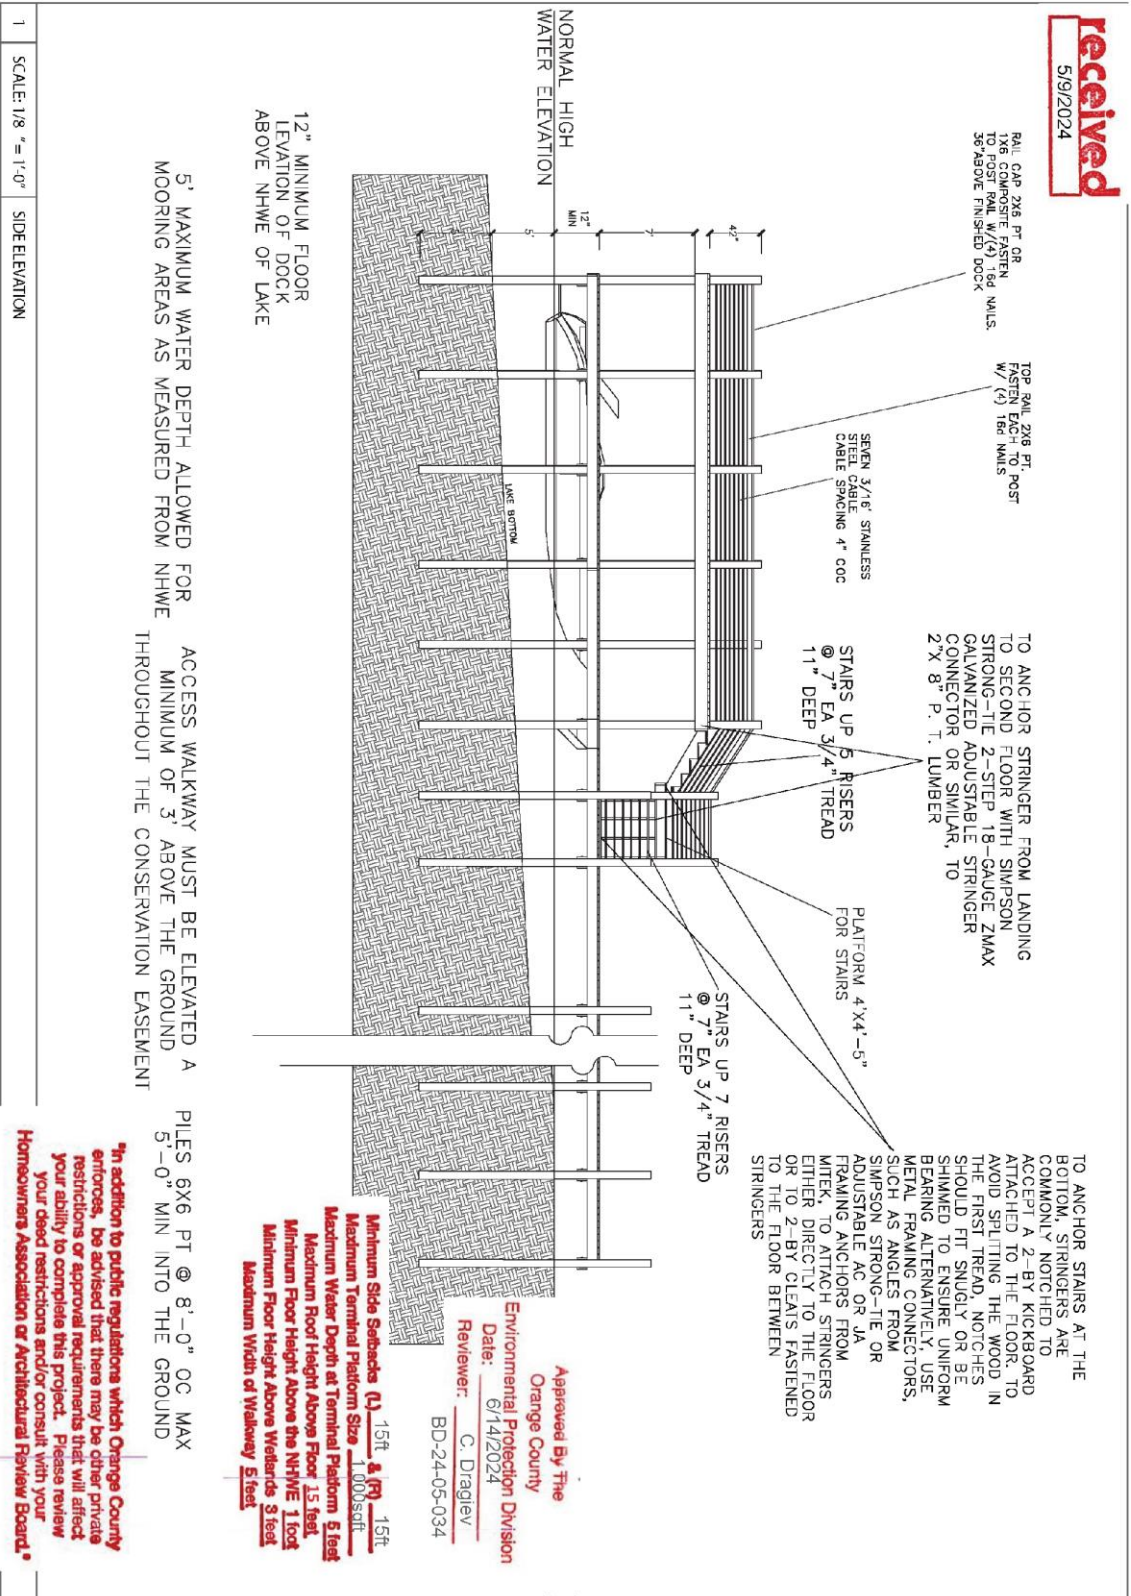 received
5/9/2024
RAIL CAP 2X6 PT OR
1X6 COMPOSITE FASTEN
TO POST RAIL W/(4) 16d NAILS.
36"ABOVE FINISHED DOCK
TOP RAIL 2X6 PT.
FASTEN EACH TO POST
W/ (4) 16d NAILS
SEVEN 3/16' STAINLESS
STEEL CABLE
CABLE SPACING 4" COC
TO ANCHOR STRINGER FROM LANDING
TO SECOND FLOOR WITH SIMPSON
STRONG-TIE 2-STEP 18-GAUGE ZMAX
GALVANIZED ADJUSTABLE STRINGER
CONNECTOR OR SIMILAR, TO
2"X 8" P. T. LUMBER
STAIRS UP 5 RISERS
@ 7" EA 3/4" TREAD
11" DEEP
PLATFORM 4'X4'-5"
FOR STAIRS
STAIRS UP 7 RISERS
@ 7" EA 3/4" TREAD
11" DEEP
TO ANCHOR STAIRS AT THE
BOTTOM, STRINGERS ARE
COMMONLY NOTCHED TO
ACCEPT A 2-BY KICKBOARD
ATTACHED TO THE FLOOR. TO
AVOID SPLITTING THE WOOD IN
THE FIRST TREAD, NOTCHES
SHOULD FIT SNUGLY OR BE
SHIMMED TO ENSURE UNIFORM
BEARING ALTERNATIVELY, USE
METAL FRAMING CONNECTORS,
SUCH AS ANGLES FROM
SIMPSON STRONG-TIE OR
ADJUSTABLE AC OR JA
FRAMING ANCHORS FROM
MITEK, TO ATTACH STRINGERS
EITHER DIRECTLY TO THE FLOOR
OR TO 2-BY CLEATS FASTENED
TO THE FLOOR BETWEEN
STRINGERS
NORMAL HIGH
WATER ELEVATION
42"
7'
12"
MIN
5'
LAKE BOTTOM
12" MINIMUM FLOOR
LEVATION OF DOCK
ABOVE NHWE OF LAKE
5' MAXIMUM WATER DEPTH ALLOWED FOR
MOORING AREAS AS MEASURED FROM NHWE
ACCESS WALKWAY MUST BE ELEVATED A
MINIMUM OF 3' ABOVE THE GROUND
THROUGHOUT THE CONSERVATION EASEMENT
PILES 6X6 PT @ 8'-0" OC MAX
5'-0" MIN INTO THE GROUND
Approved By The
Orange County
Environmental Protection Division
Date: 6/14/2024
Reviewer: C. Dragiev
BD-24-05-034
Minimum Side Setbacks (L) 15ft & (R) 15ft
Maximum Terminal Platform Size 1,000sqft
Maximum Water Depth at Terminal Platform 5 feet
Maximum Roof Height Above Floor 15 feet
Minimum Floor Height Above the NHWE 1 foot
Minimum Floor Height Above Wetlands 3 feet
Maximum Width of Walkway 5 feet
"In addition to public regulations which Orange County
enforces, be advised that there may be other private
restrictions or approval requirements that will affect
your ability to complete this project. Please review
your deed restrictions and/or consult with your
Homeowners Association or Architectural Review Board."
1 SCALE: 1/8 "= 1'-0" SIDE ELEVATION